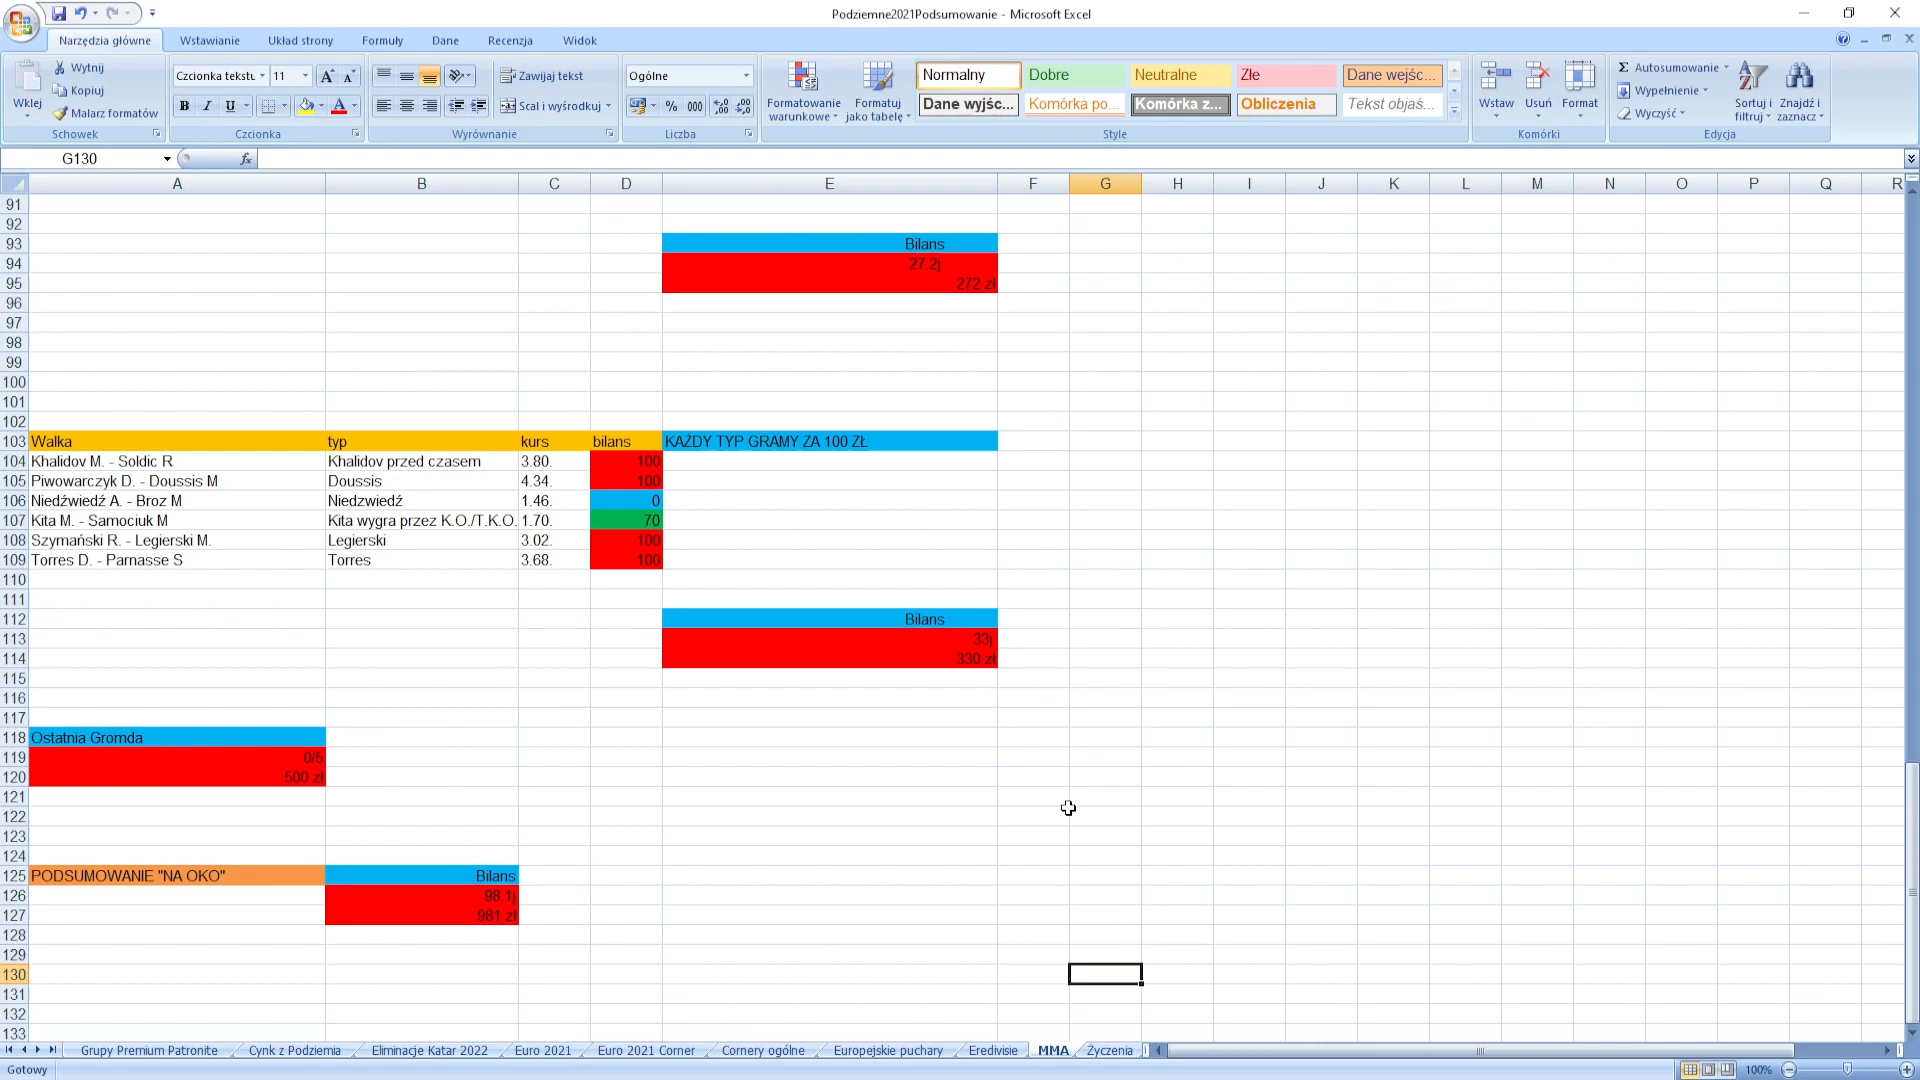 Podziemne2021Podsumowanie - Microsoft Excel
Narzędzia główne Wstawianie Układ strony Formuły Dane Recenzja Widok
Wklej
Wytnij
Kopiuj
Malarz formatów
Schowek
Czcionka tekstu 11
B I U A
Czcionka
Zawijaj tekst
Scal i wyśrodkuj
Wyrównanie
Ogólne
% 000
Liczba
Formatowanie warunkowe
Formatuj jako tabelę
Normalny Dobre Neutralne Złe Dane wejśc...
Dane wyjśc... Komórka po... Komórka z... Obliczenia Tekst objaś...
Style
Wstaw Usuń Format
Komórki
Σ Autosumowanie
Wypełnienie
Wyczyść
Sortuj i filtruj
Znajdź i zaznacz
Edycja
G130 fx
A B C D E F G H I J K L M N O P Q R
91
92
93 Bilans
94 27.2j
95 272 zł
96
97
98
99
100
101
102
103 Walka typ kurs bilans KAŻDY TYP GRAMY ZA 100 ZŁ
104 Khalidov M. - Soldic R Khalidov przed czasem 3.80. 100
105 Piwowarczyk D. - Doussis M Doussis 4.34. 100
106 Niedźwiedź A. - Broz M Niedzwiedź 1.46. 0
107 Kita M. - Samociuk M Kita wygra przez K.O./T.K.O. 1.70. 70
108 Szymański R. - Legierski M. Legierski 3.02. 100
109 Torres D. - Parnasse S Torres 3.68. 100
110
111
112 Bilans
113 33j
114 330 zł
115
116
117
118 Ostatnia Gromda
119 0/5
120 500 zł
121
122
123
124
125 PODSUMOWANIE "NA OKO" Bilans
126 98.1j
127 981 zł
128
129
130
131
132
133
Grupy Premium Patronite Cynk z Podziemia Eliminacje Katar 2022 Euro 2021 Euro 2021 Corner Cornery ogólne Europejskie puchary Eredivisie MMA Życzenia
Gotowy 100%